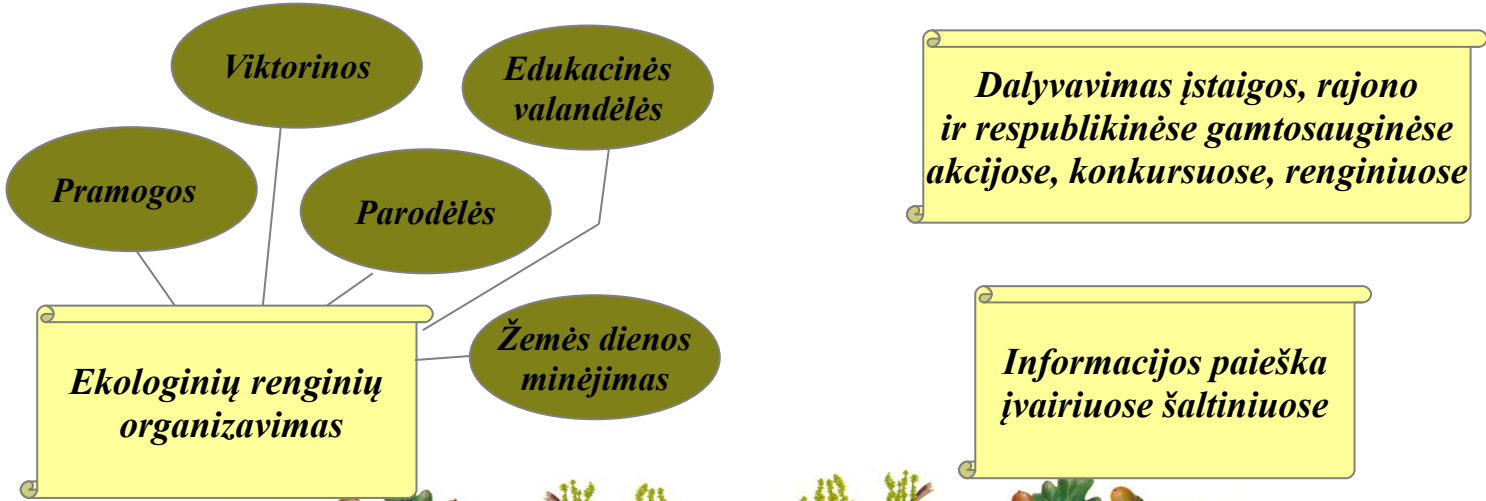 Viktorinos
Edukacinės
valandėlės
Pramogos
Parodėlės
Žemės dienos
minėjimas
Ekologinių renginių
organizavimas
Dalyvavimas įstaigos, rajono
ir respublikinėse gamtosauginėse
akcijose, konkursuose, renginiuose
Informacijos paieška
įvairiuose šaltiniuose